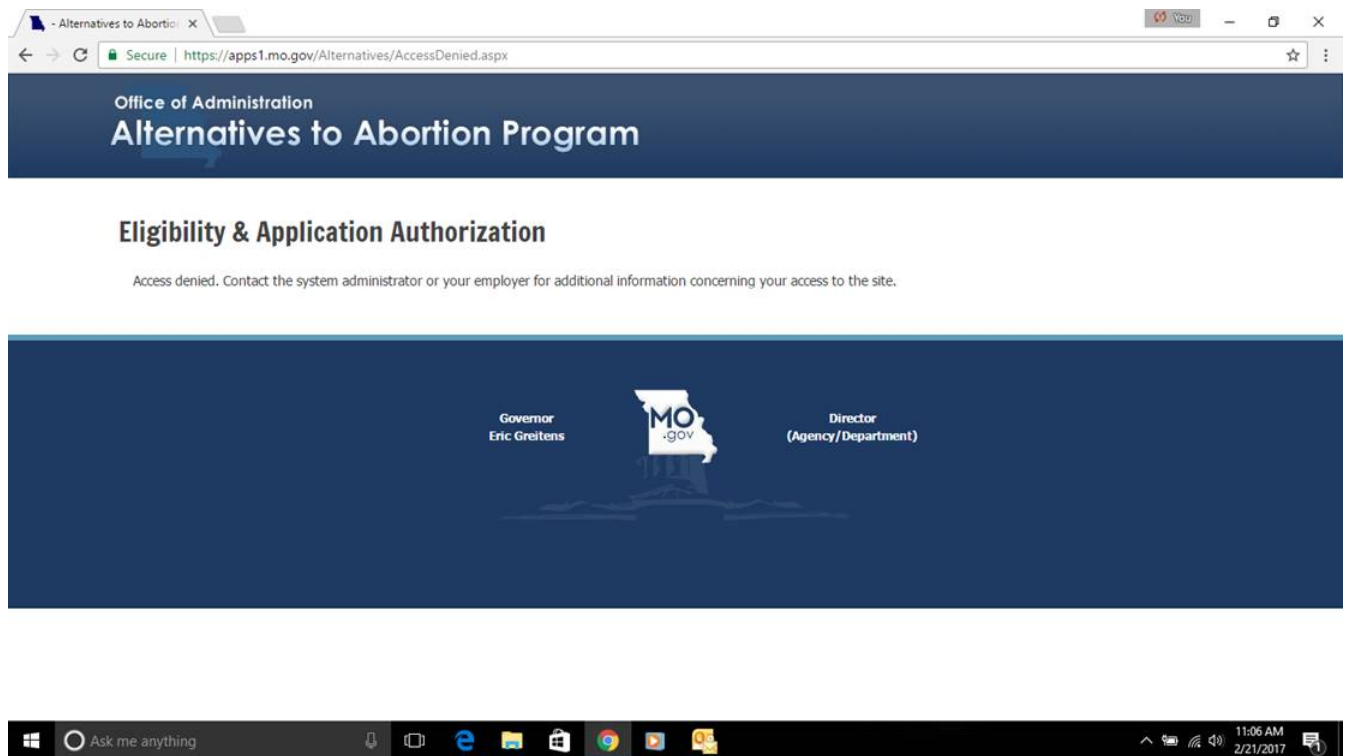 - Alternatives to Abortio
You
Secure | https://apps1.mo.gov/Alternatives/AccessDenied.aspx
Office of Administration
Alternatives to Abortion Program
Eligibility & Application Authorization
Access denied. Contact the system administrator or your employer for additional information concerning your access to the site.
Governor
Eric Greitens
MO
.gov
Director
(Agency/Department)
Ask me anything
11:06 AM
2/21/2017